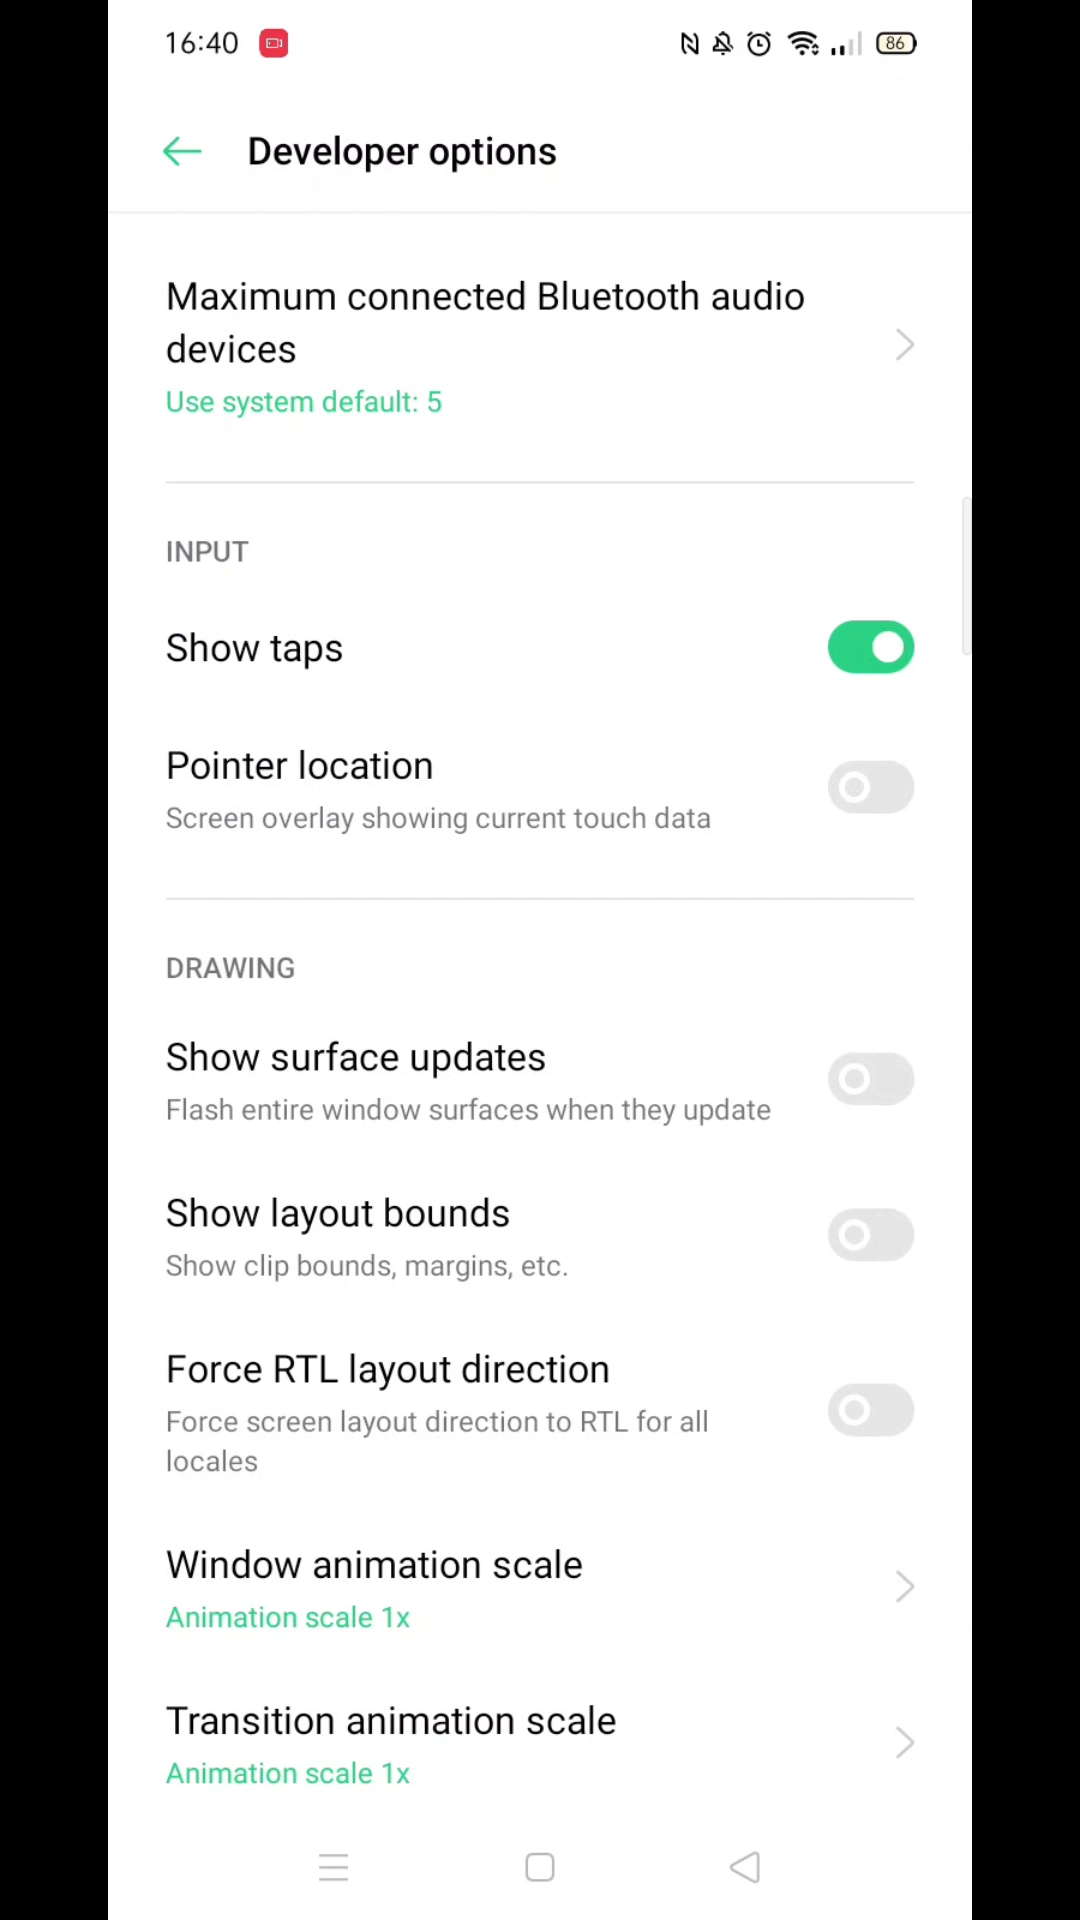 16:40
86
Developer options
Maximum connected Bluetooth audio
devices
Use system default: 5
INPUT
Show taps
Pointer location
Screen overlay showing current touch data
DRAWING
Show surface updates
Flash entire window surfaces when they update
Show layout bounds
Show clip bounds, margins, etc.
Force RTL layout direction
Force screen layout direction to RTL for all
locales
Window animation scale
Animation scale 1x
Transition animation scale
Animation scale 1x